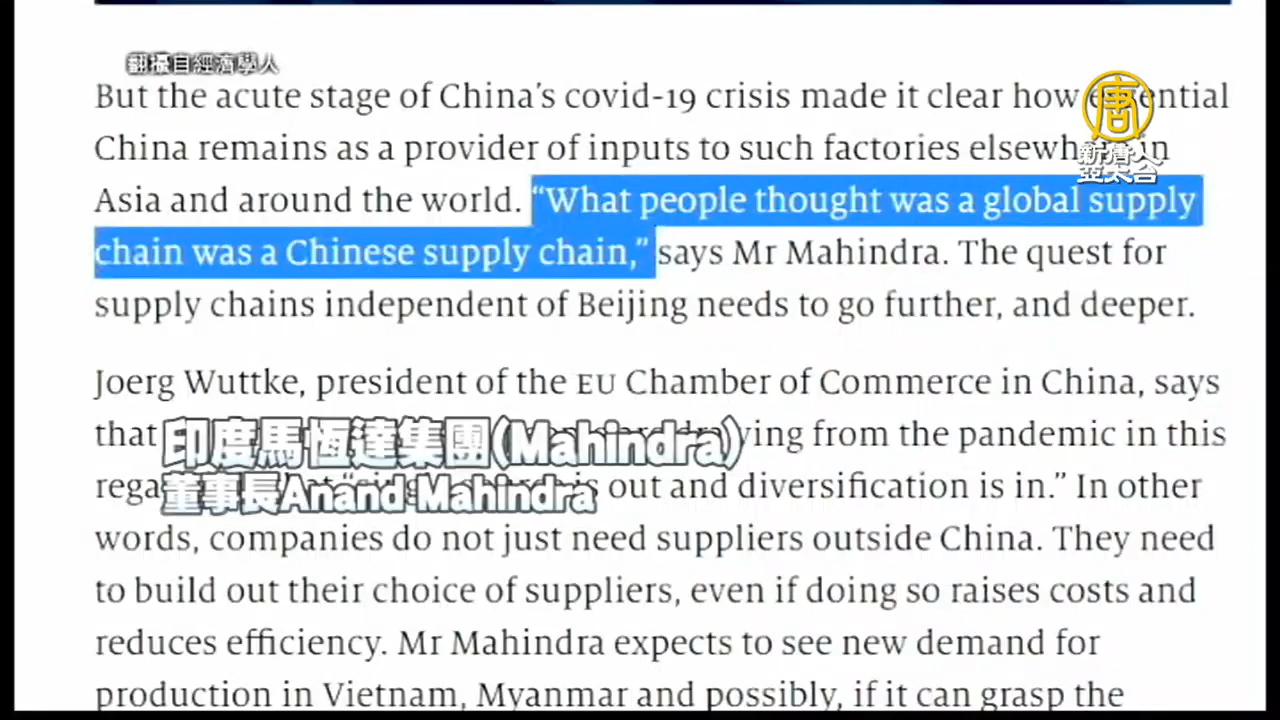 翻攝自經濟學人
But the acute stage of China's covid-19 crisis made it clear how essential
China remains as a provider of inputs to such factories elsewhere in
Asia and around the world. “What people thought was a global supply
chain was a Chinese supply chain,” says Mr Mahindra. The quest for
supply chains independent of Beijing needs to go further, and deeper.
Joerg Wuttke, president of the EU Chamber of Commerce in China, says
that ying from the pandemic in this
印度馬恆達集團(Mahindra)
out and diversification is in.” In other
董事長Anand Mahindra
words, companies do not just need suppliers outside China. They need
to build out their choice of suppliers, even if doing so raises costs and
reduces efficiency. Mr Mahindra expects to see new demand for
production in Vietnam, Myanmar and possibly, if it can grasp the
唐
新唐
亞太台